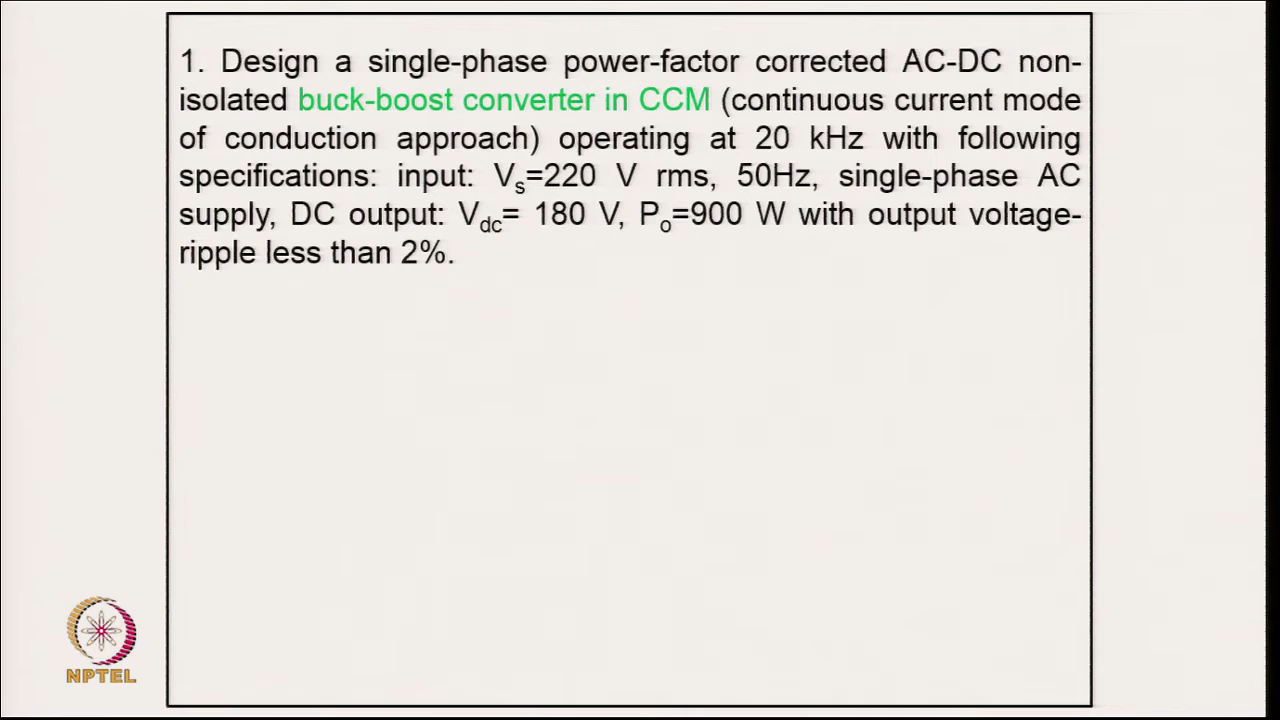 1. Design a single-phase power-factor corrected AC-DC non-
isolated buck-boost converter in CCM (continuous current mode
of conduction approach) operating at 20 kHz with following
specifications: input: Vs=220 V rms, 50Hz, single-phase AC
supply, DC output: Vdc= 180 V, Po=900 W with output voltage-
ripple less than 2%.
NPTEL